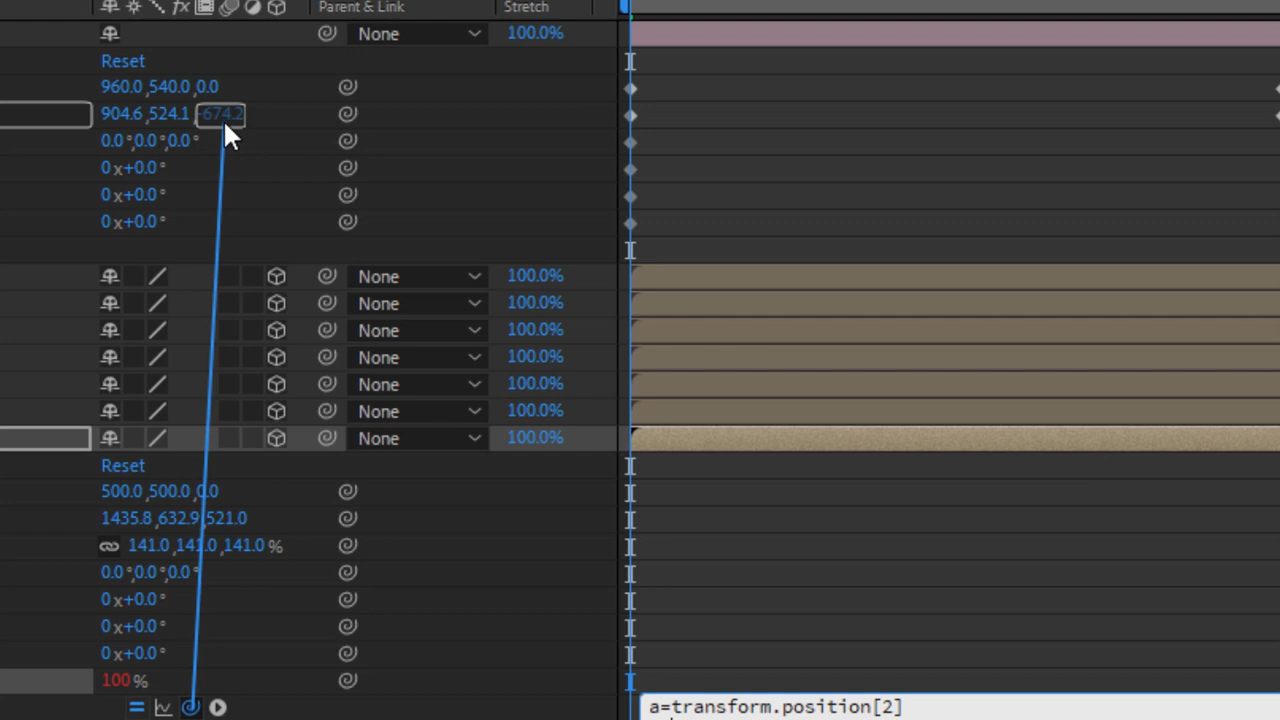 fx Parent & Link Stretch
None 100.0%
Reset
960.0 ,540.0 ,0.0
904.6 ,524.1 ,-674.2
0.0 °,0.0 °,0.0 °
0 x+0.0 °
0 x+0.0 °
0 x+0.0 °
None 100.0%
None 100.0%
None 100.0%
None 100.0%
None 100.0%
None 100.0%
None 100.0%
Reset
500.0 ,500.0 ,0.0
1435.8 ,632.9 ,521.0
141.0 ,141.0 ,141.0 %
0.0 °,0.0 °,0.0 °
0 x+0.0 °
0 x+0.0 °
0 x+0.0 °
100 %
a=transform.position[2]